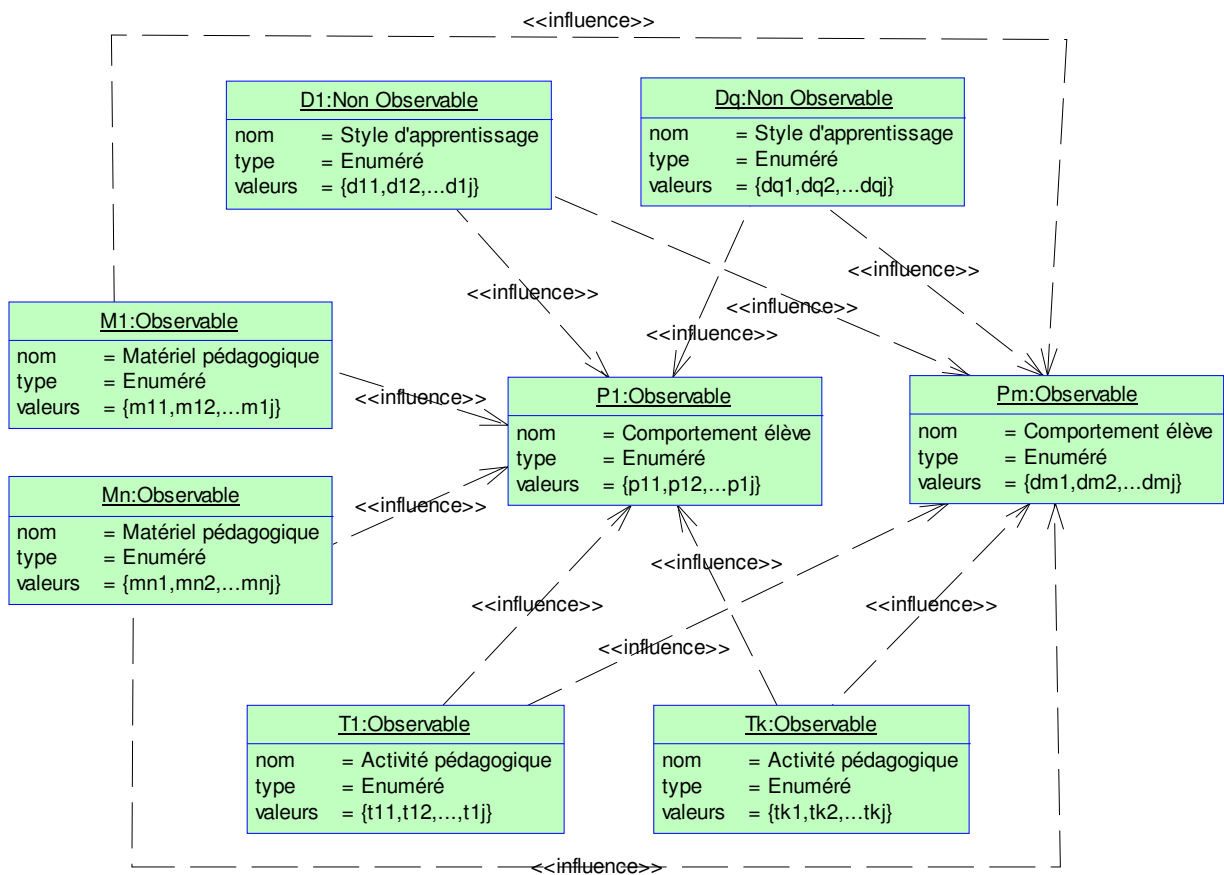 <<influence>>
D1:Non Observable
nom = Style d'apprentissage
type = Enuméré
valeurs = {d11,d12,...d1j}
Dq:Non Observable
nom = Style d'apprentissage
type = Enuméré
valeurs = {dq1,dq2,...dqj}
<<influence>>
<<influence>>
<<influence>>
<<influence>>
M1:Observable
nom = Matériel pédagogique
type = Enuméré
valeurs = {m11,m12,...m1j}
<<influence>>
P1:Observable
nom = Comportement élève
type = Enuméré
valeurs = {p11,p12,...p1j}
Pm:Observable
nom = Comportement élève
type = Enuméré
valeurs = {dm1,dm2,...dmj}
Mn:Observable
nom = Matériel pédagogique
type = Enuméré
valeurs = {mn1,mn2,...mnj}
<<influence>>
<<influence>>
<<influence>>
<<influence>>
<<influence>>
T1:Observable
nom = Activité pédagogique
type = Enuméré
valeurs = {t11,t12,...,t1j}
Tk:Observable
nom = Activité pédagogique
type = Enuméré
valeurs = {tk1,tk2,...tkj}
<<influence>>